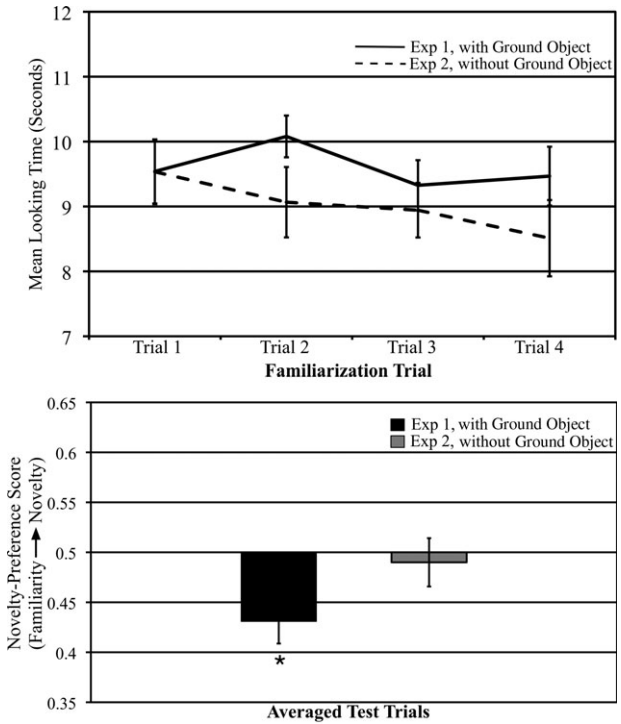 12
11
10
9
8
7
Mean Looking Time (Seconds)
Exp 1, with Ground Object
Exp 2, without Ground Object
Trial 1 Trial 2 Trial 3 Trial 4
Familiarization Trial
0.65
0.6
0.55
0.5
0.45
0.4
0.35
Novelty-Preference Score
(Familiarity → Novelty)
Exp 1, with Ground Object
Exp 2, without Ground Object
*
Averaged Test Trials